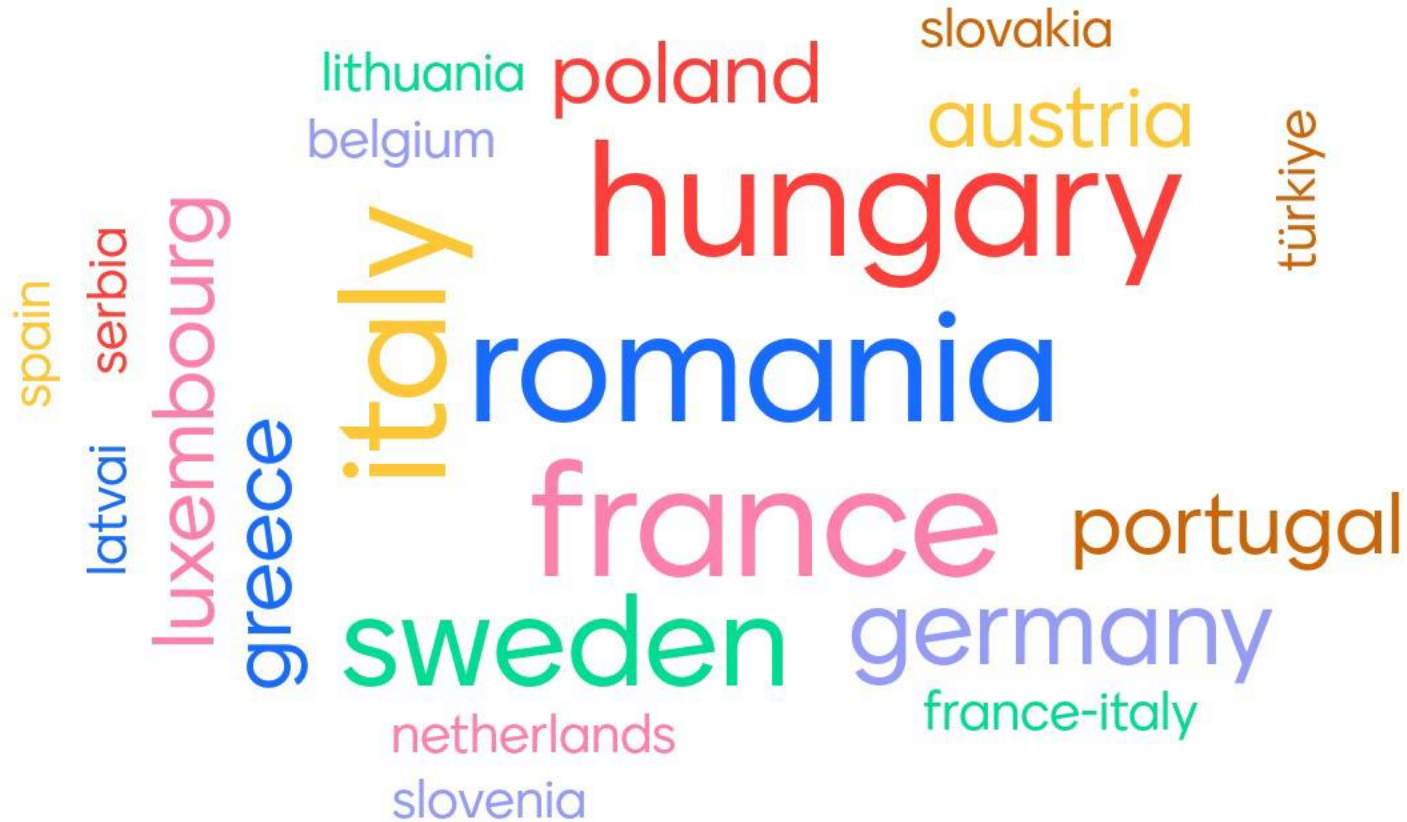 slovakia
lithuania
poland
belgium
austria
hungary
türkiye
luxembourg
serbia
spain
italy
romania
latvai
greece
france
portugal
sweden
germany
france-italy
netherlands
slovenia